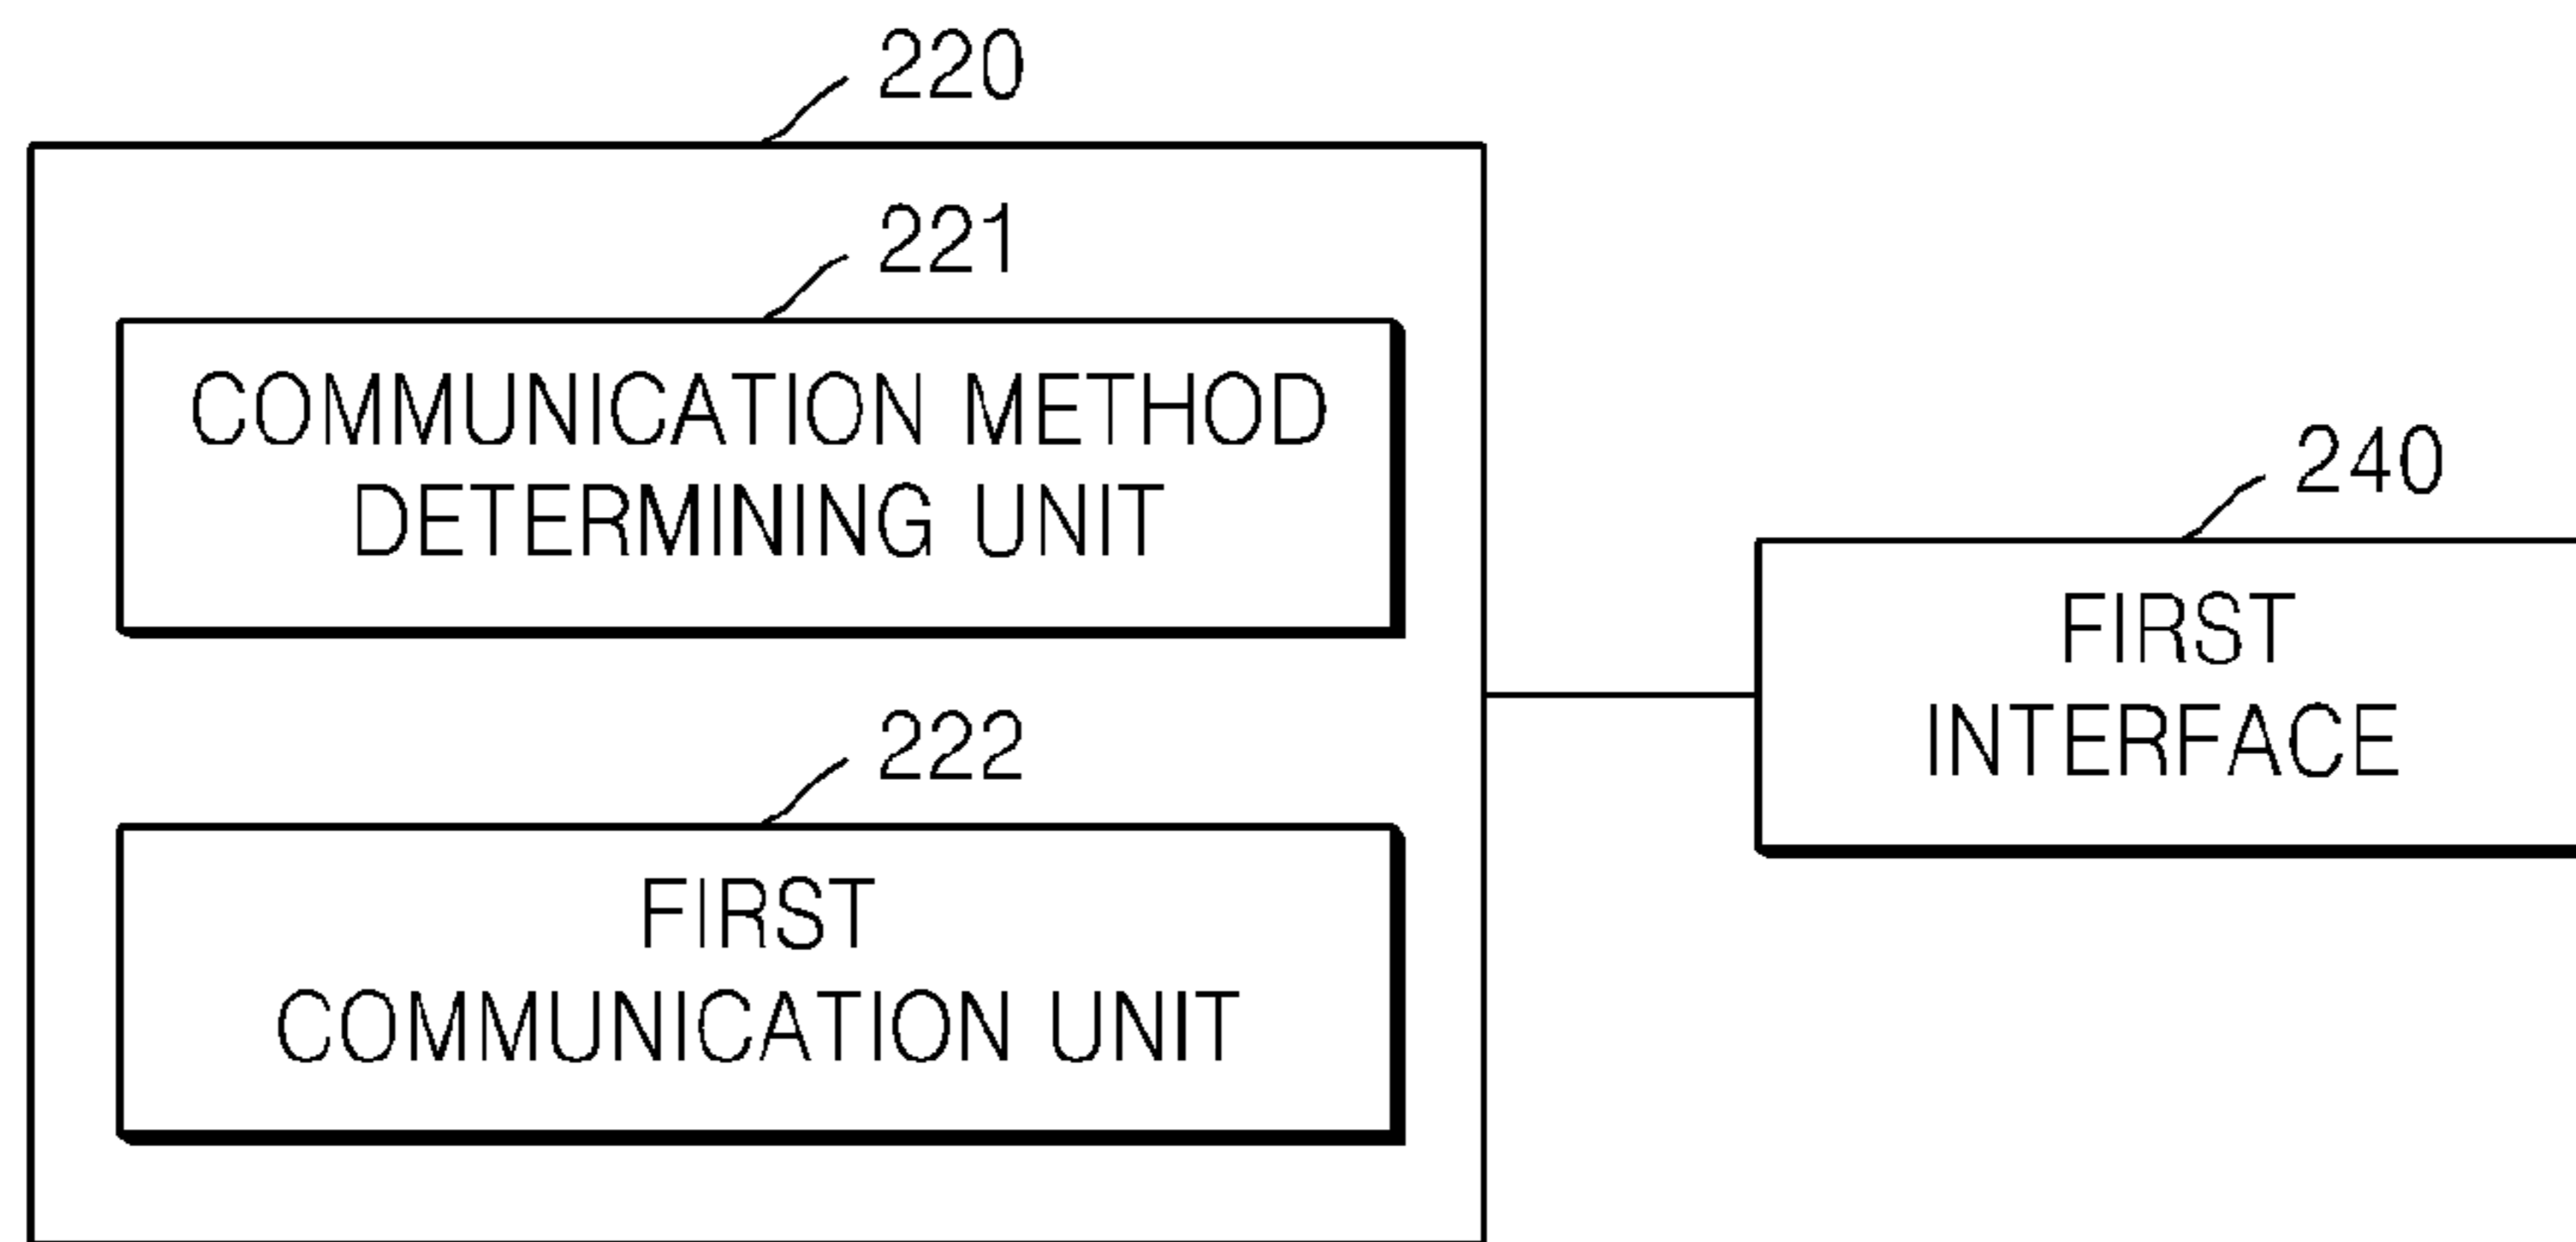 220
221
COMMUNICATION METHOD
DETERMINING UNIT
222
FIRST
COMMUNICATION UNIT
240
FIRST
INTERFACE